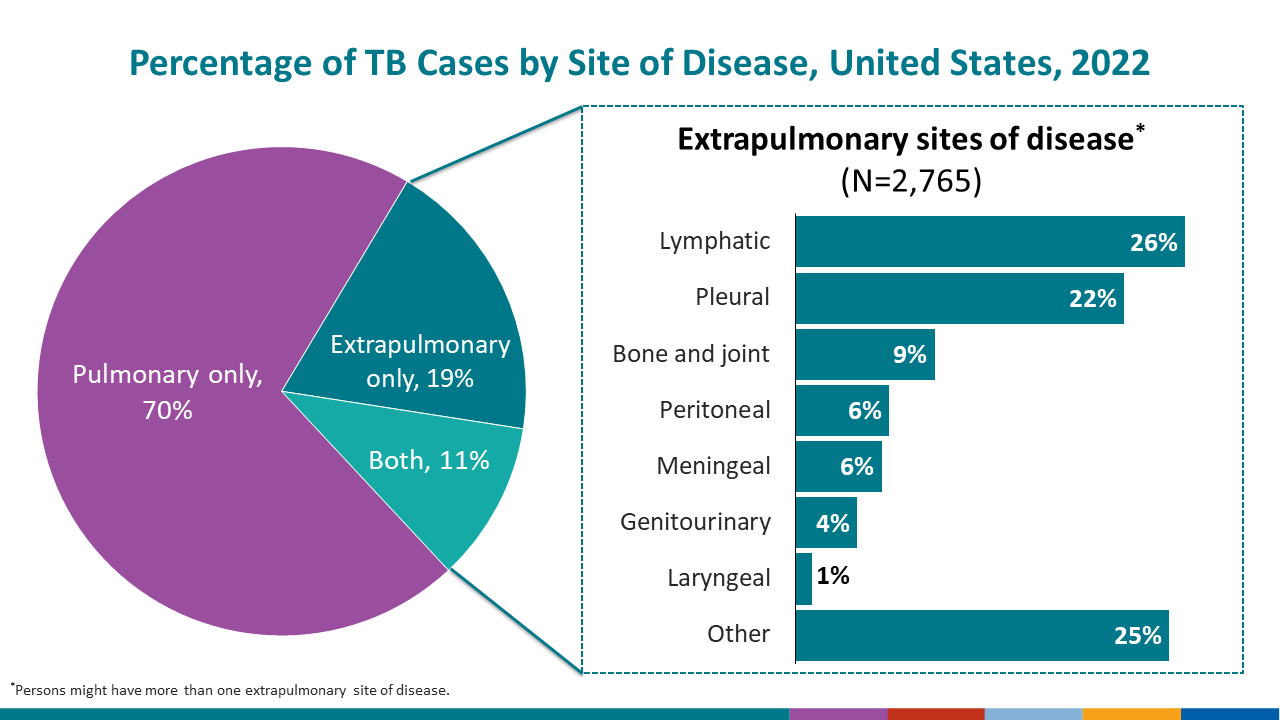 Percentage of TB Cases by Site of Disease, United States, 2022
Pulmonary only,
70%
Extrapulmonary
only, 19%
Both, 11%
Extrapulmonary sites of disease*
(N=2,765)
Lymphatic 26%
Pleural 22%
Bone and joint 9%
Peritoneal 6%
Meningeal 6%
Genitourinary 4%
Laryngeal 1%
Other 25%
*Persons might have more than one extrapulmonary site of disease.